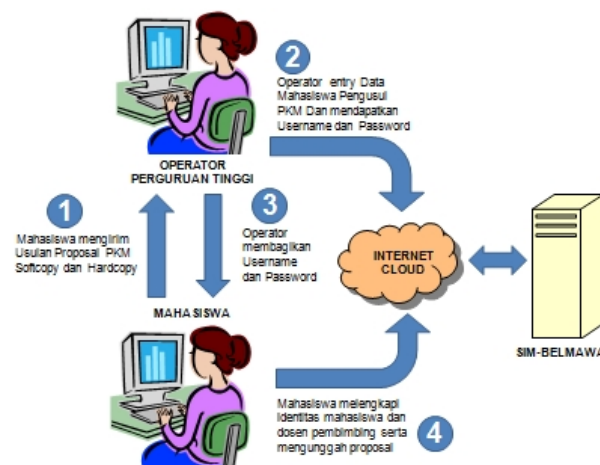 2
Operator entry Data
Mahasiswa Pengusul
PKM Dan mendapatkan
Username dan Password
OPERATOR
PERGURUAN TINGGI
1
Mahasiswa mengirim
Usulan Proposal PKM
Softcopy dan Hardcopy
3
Operator
membagikan
Username
dan Password
MAHASISWA
INTERNET
CLOUD
SIM-BELMAWA
Mahasiswa melengkapi
identitas mahasiswa dan
dosen pembimbing serta
mengunggah proposal
4